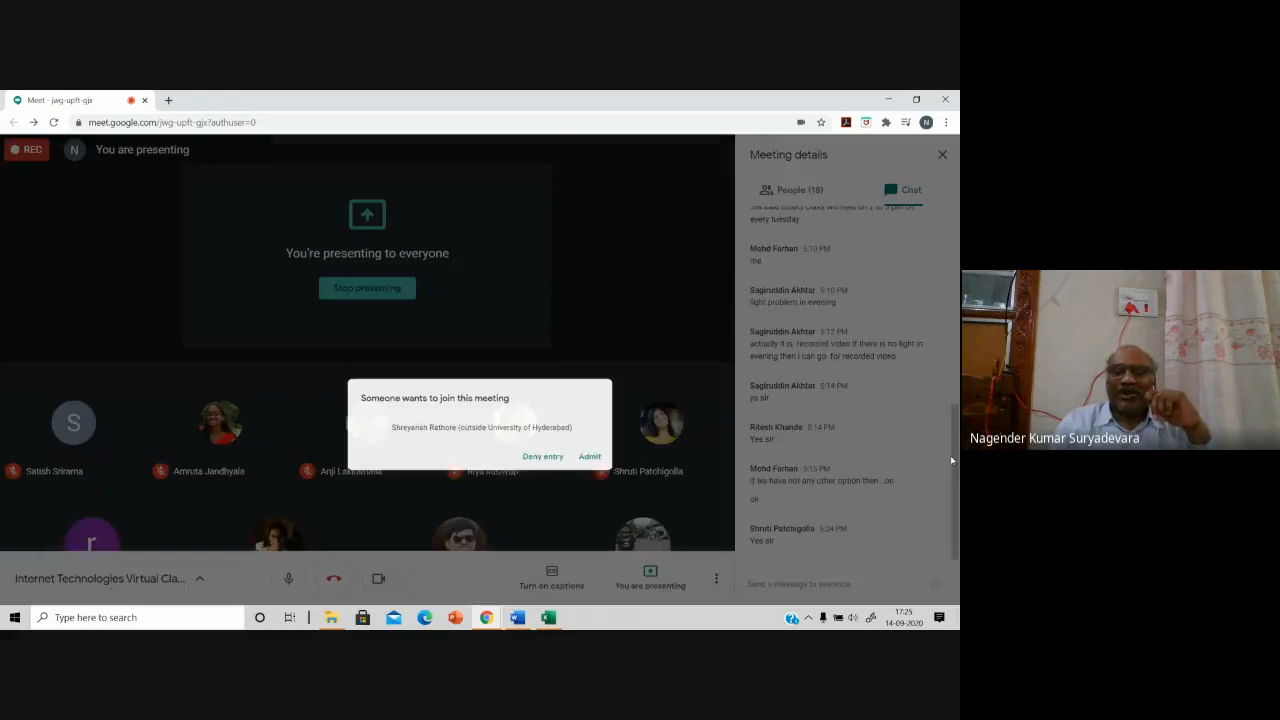 Meet - jwg-upft-gjx
meet.google.com/jwg-upft-gjx?authuser=0
REC
N
You are presenting
You're presenting to everyone
Stop presenting
Someone wants to join this meeting
Shreyansh Rathore (outside University of Hyderabad)
Deny entry
Admit
S
Satish Srirama
Amruta Jandhyala
Shruti Patchigolla
r
Meeting details
People (18)
Chat
every tuesday
Mohd Farhan 5:10 PM
me
Sagiruddin Akhtar 5:10 PM
light problem in evening
Sagiruddin Akhtar 5:12 PM
actually it is recorded video if there is no light in
evening then i can go for recorded video
Sagiruddin Akhtar 5:14 PM
ys sir
Ritesh Khande 5:14 PM
Yes sir
Mohd Farhan 5:15 PM
if we have not any other option then ..on
ok
Shruti Patchigolla 5:24 PM
Yes sir
Send a message to everyone
Internet Technologies Virtual Cla...
Turn on captions
You are presenting
Type here to search
17:25
14-09-2020
Nagender Kumar Suryadevara